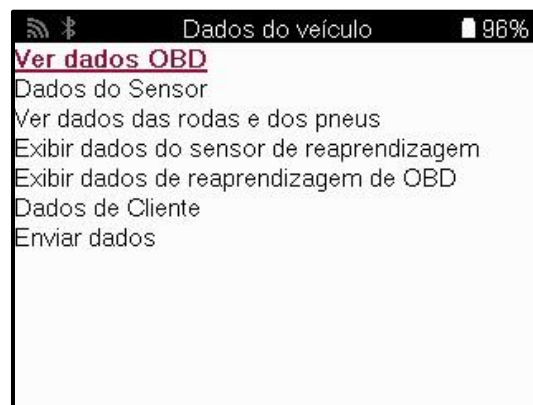 Dados do veículo 96%
Ver dados OBD
Dados do Sensor
Ver dados das rodas e dos pneus
Exibir dados do sensor de reaprendizagem
Exibir dados de reaprendizagem de OBD
Dados de Cliente
Enviar dados